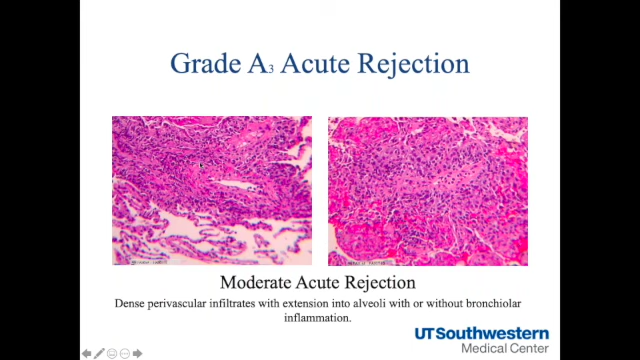 Grade A3 Acute Rejection
Moderate Acute Rejection
Dense perivascular infiltrates with extension into alveoli with or without bronchiolar
inflammation.
UTSouthwestern
Medical Center